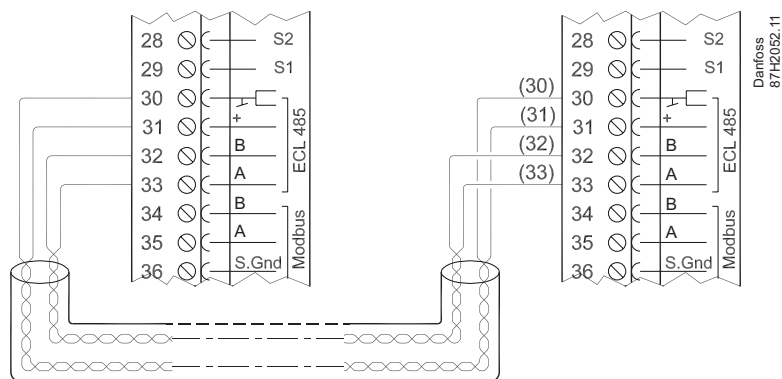 28 S2
29 S1
30
31 +
32 B
33 A
ECL 485
34 B
35 A
36 S.Gnd
Modbus
(30)
(31)
(32)
(33)
28 S2
29 S1
30
31 +
32 B
33 A
ECL 485
34 B
35 A
36 S.Gnd
Modbus
Danfoss
87H2052.11